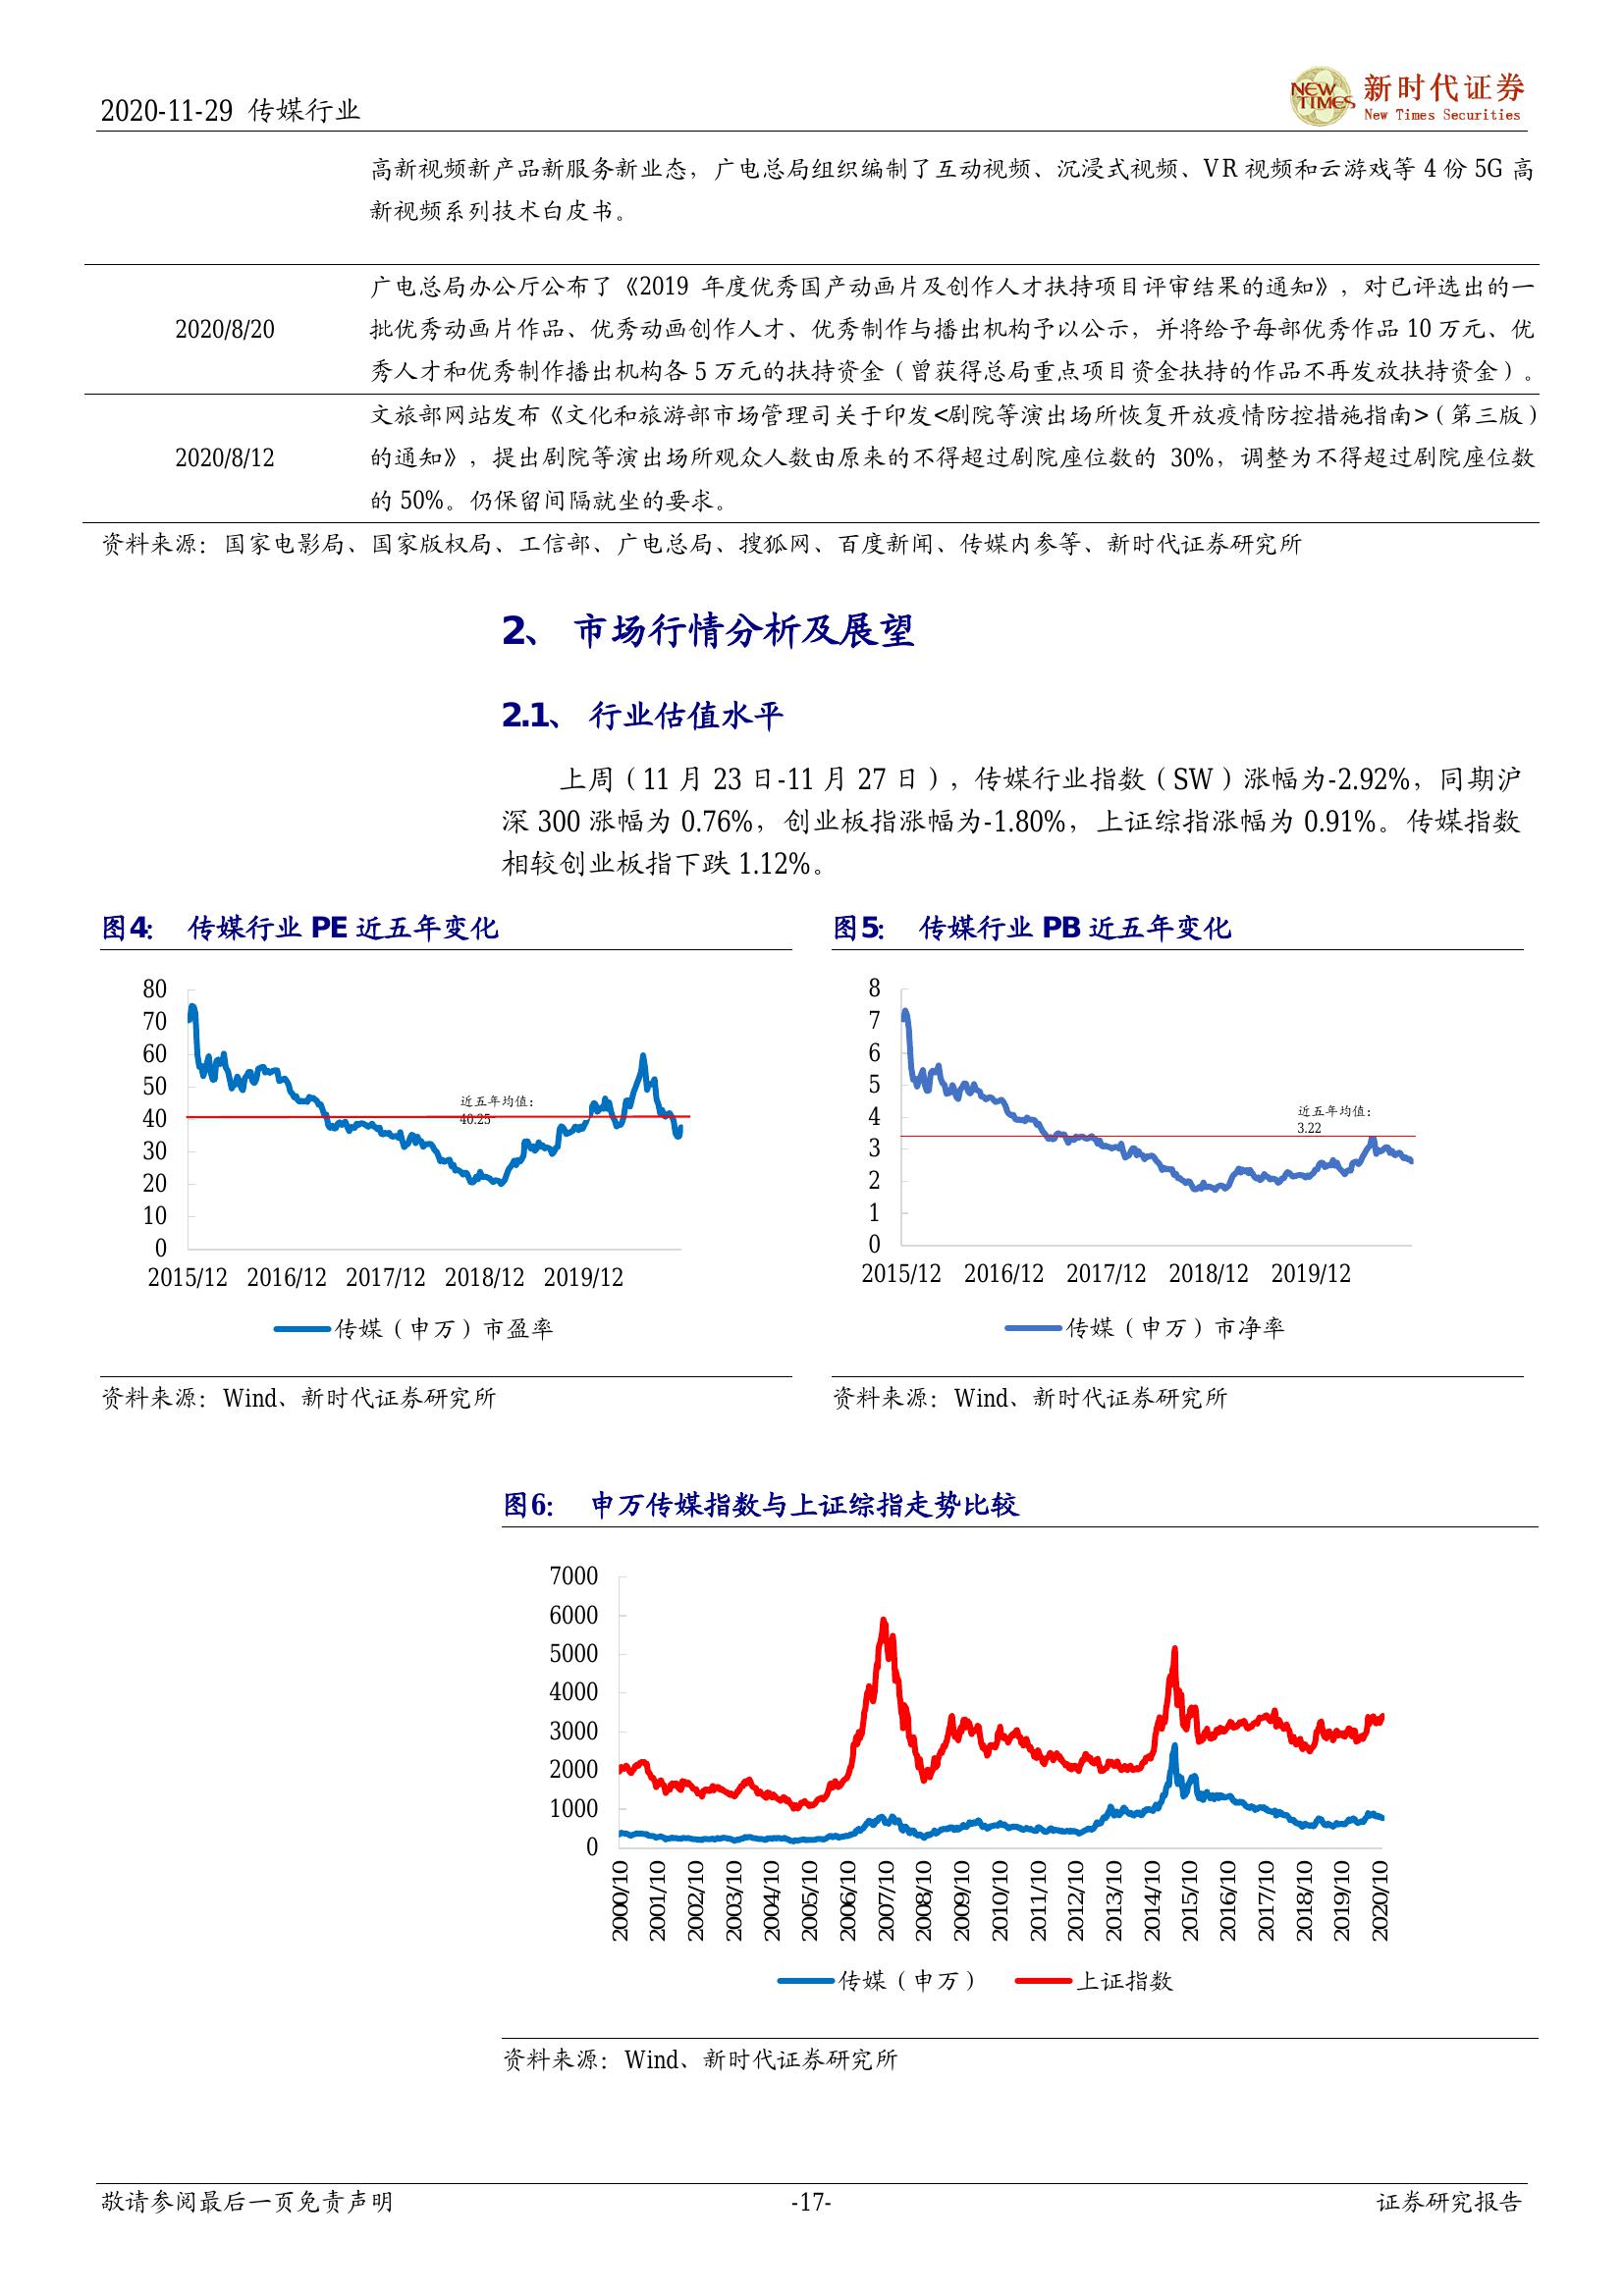 2020-11-29 传媒行业
NEW TIMES
新时代证券
New Times Securities
高新视频新产品新服务新业态，广电总局组织编制了互动视频、沉浸式视频、VR 视频和云游戏等 4 份 5G 高
新视频系列技术白皮书。
广电总局办公厅公布了《2019 年度优秀国产动画片及创作人才扶持项目评审结果的通知》，对已评选出的一
2020/8/20
批优秀动画片作品、优秀动画创作人才、优秀制作与播出机构予以公示，并将给予每部优秀作品 10 万元、优
秀人才和优秀制作播出机构各 5 万元的扶持资金（曾获得总局重点项目资金扶持的作品不再发放扶持资金）。
文旅部网站发布《文化和旅游部市场管理司关于印发<剧院等演出场所恢复开放疫情防控措施指南>（第三版）
2020/8/12
的通知》，提出剧院等演出场所观众人数由原来的不得超过剧院座位数的 30%，调整为不得超过剧院座位数
的 50%。仍保留间隔就坐的要求。
资料来源：国家电影局、国家版权局、工信部、广电总局、搜狐网、百度新闻、传媒内参等、新时代证券研究所
2、 市场行情分析及展望
2.1、 行业估值水平
上周（11 月 23 日-11 月 27 日），传媒行业指数（SW）涨幅为-2.92%，同期沪
深 300 涨幅为 0.76%，创业板指涨幅为-1.80%，上证综指涨幅为 0.91%。传媒指数
相较创业板指下跌 1.12%。
图4： 传媒行业 PE 近五年变化
80
70
60
50
40
30
20
10
0
近五年均值：
40.25
2015/12 2016/12 2017/12 2018/12 2019/12
传媒（申万）市盈率
资料来源：Wind、新时代证券研究所
图5： 传媒行业 PB 近五年变化
8
7
6
5
4
3
2
1
0
近五年均值：
3.22
2015/12 2016/12 2017/12 2018/12 2019/12
传媒（申万）市净率
资料来源：Wind、新时代证券研究所
图6： 申万传媒指数与上证综指走势比较
7000
6000
5000
4000
3000
2000
1000
0
2000/10
2001/10
2002/10
2003/10
2004/10
2005/10
2006/10
2007/10
2008/10
2009/10
2010/10
2011/10
2012/10
2013/10
2014/10
2015/10
2016/10
2017/10
2018/10
2019/10
2020/10
传媒（申万） 上证指数
资料来源：Wind、新时代证券研究所
敬请参阅最后一页免责声明 -17- 证券研究报告